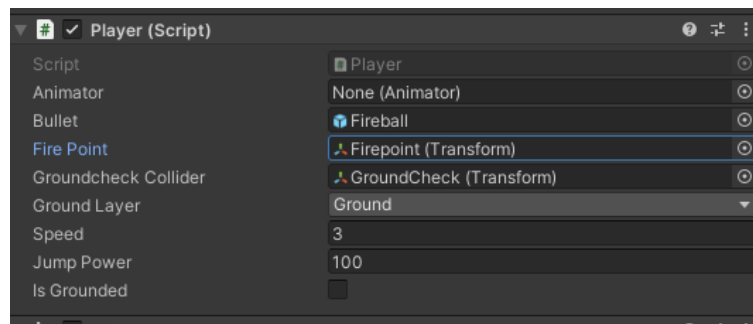 Player (Script)
Script Player
Animator None (Animator)
Bullet Fireball
Fire Point Firepoint (Transform)
Groundcheck Collider GroundCheck (Transform)
Ground Layer Ground
Speed 3
Jump Power 100
Is Grounded